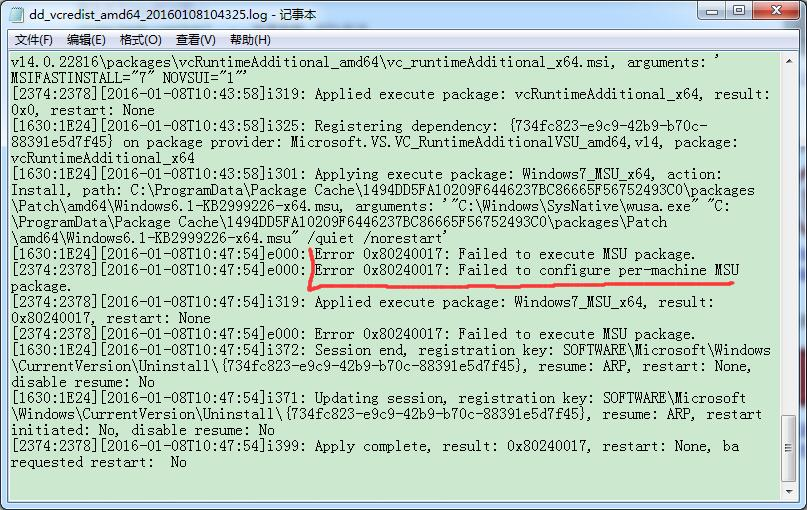 dd_vcredist_amd64_20160108104325.log - 记事本
文件(F) 编辑(E) 格式(O) 查看(V) 帮助(H)
v14.0.22816\packages\vcRuntimeAdditional_amd64\vc_runtimeAdditional_x64.msi, arguments: '
MSIFASTINSTALL="7" NOVSUI="1"'
[2374:2378][2016-01-08T10:43:58]i319: Applied execute package: vcRuntimeAdditional_x64, result:
0x0, restart: None
[1630:1E24][2016-01-08T10:43:58]i325: Registering dependency: {734fc823-e9c9-42b9-b70c-
88391e5d7f45} on package provider: Microsoft.VS.VC_RuntimeAdditionalVSU_amd64,v14, package:
vcRuntimeAdditional_x64
[1630:1E24][2016-01-08T10:43:58]i301: Applying execute package: Windows7_MSU_x64, action:
Install, path: C:\ProgramData\Package Cache\1494DD5FA10209F6446237BC86665F56752493C0\packages
\Patch\amd64\Windows6.1-KB2999226-x64.msu, arguments: '"C:\Windows\SysNative\wusa.exe" "C:
\ProgramData\Package Cache\1494DD5FA10209F6446237BC86665F56752493C0\packages\Patch
\amd64\Windows6.1-KB2999226-x64.msu" /quiet /norestart'
[1630:1E24][2016-01-08T10:47:54]e000: Error 0x80240017: Failed to execute MSU package.
[2374:2378][2016-01-08T10:47:54]e000: Error 0x80240017: Failed to configure per-machine MSU
package.
[2374:2378][2016-01-08T10:47:54]i319: Applied execute package: Windows7_MSU_x64, result:
0x80240017, restart: None
[2374:2378][2016-01-08T10:47:54]e000: Error 0x80240017: Failed to execute MSU package.
[1630:1E24][2016-01-08T10:47:54]i372: Session end, registration key: SOFTWARE\Microsoft\Windows
\CurrentVersion\Uninstall\{734fc823-e9c9-42b9-b70c-88391e5d7f45}, resume: ARP, restart: None,
disable resume: No
[1630:1E24][2016-01-08T10:47:54]i371: Updating session, registration key: SOFTWARE\Microsoft
\Windows\CurrentVersion\Uninstall\{734fc823-e9c9-42b9-b70c-88391e5d7f45}, resume: ARP, restart
initiated: No, disable resume: No
[2374:2378][2016-01-08T10:47:54]i399: Apply complete, result: 0x80240017, restart: None, ba
requested restart:  No